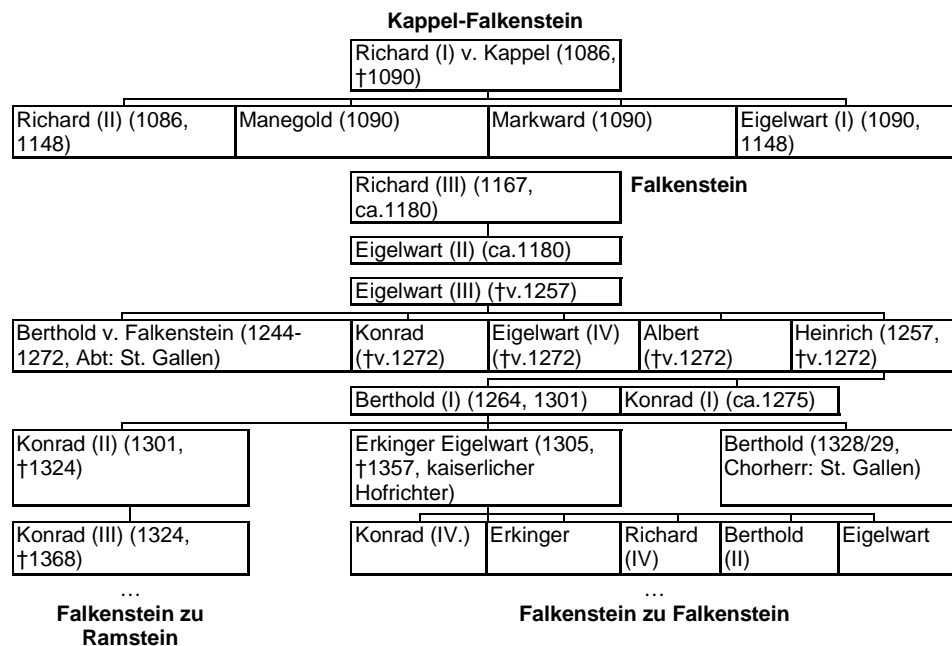 Kappel-Falkenstein
Richard (I) v. Kappel (1086,
†1090)
Richard (II) (1086,
1148)
Manegold (1090)
Markward (1090)
Eigelwart (I) (1090,
1148)
Richard (III) (1167,
ca.1180)
Falkenstein
Eigelwart (II) (ca.1180)
Eigelwart (III) (†v.1257)
Berthold v. Falkenstein (1244-
1272, Abt: St. Gallen)
Konrad
(†v.1272)
Eigelwart (IV)
(†v.1272)
Albert
(†v.1272)
Heinrich (1257,
†v.1272)
Berthold (I) (1264, 1301)
Konrad (I) (ca.1275)
Konrad (II) (1301,
†1324)
Erkinger Eigelwart (1305,
†1357, kaiserlicher
Hofrichter)
Berthold (1328/29,
Chorherr: St. Gallen)
Konrad (III) (1324,
†1368)
Konrad (IV.)
Erkinger
Richard
(IV)
Berthold
(II)
Eigelwart
…
Falkenstein zu
Ramstein
…
Falkenstein zu Falkenstein